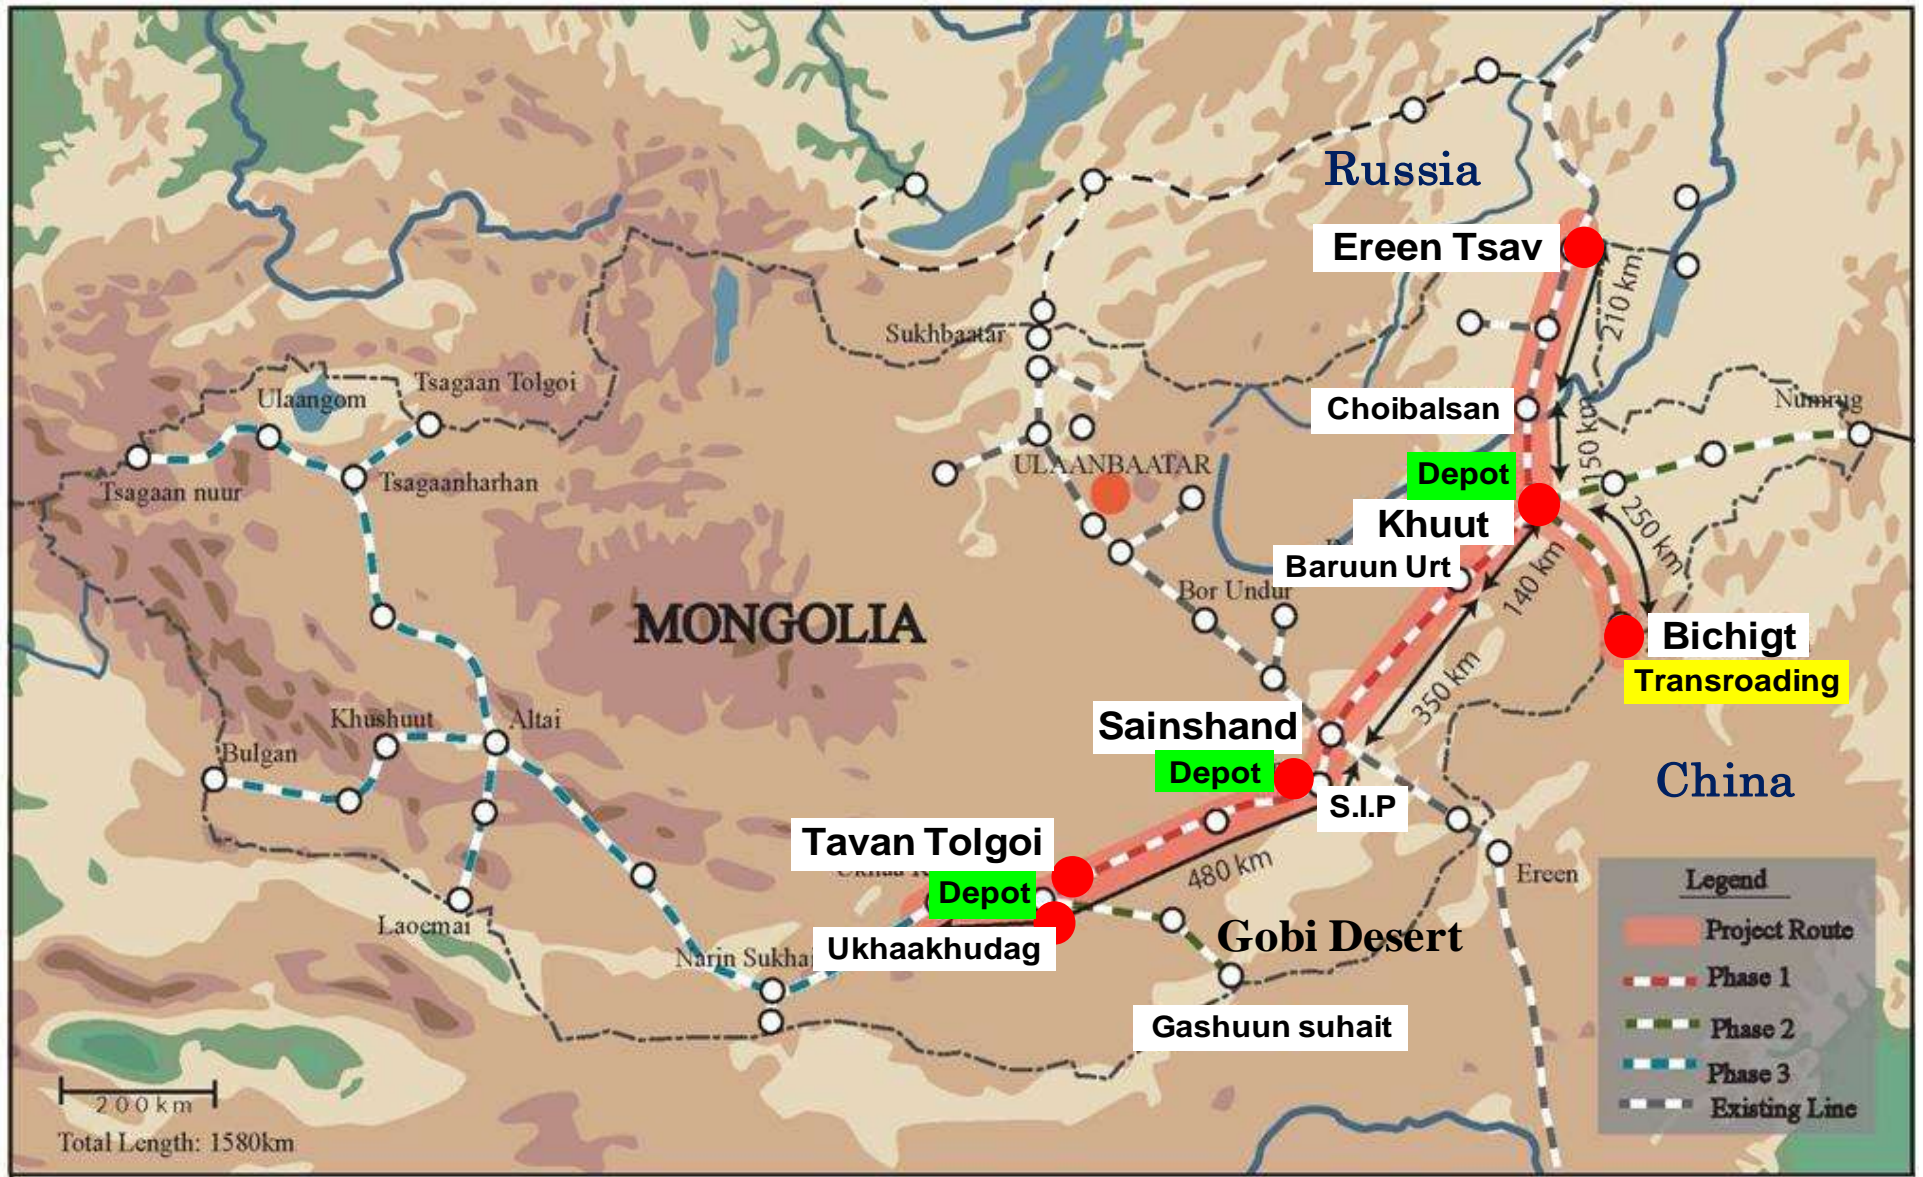 Russia
Ereen Tsav
210 km
Sukhbaatar
Tsagaan Tolgoi
Ulaangom
Choibalsan
150 km
Numrug
ULAANBAATAR
Depot
Tsagaan nuur
Tsagaanharhan
Khuut
250 km
Baruun Urt
140 km
Bor Undur
MONGOLIA
Bichigt
Transroading
350 km
Khushuut
Altai
Sainshand
Bulgan
Depot
China
S.I.P
Tavan Tolgoi
480 km
Ereen
Depot
Laoemai
Gobi Desert
Ukhaakhudag
Narin Sukhai
Gashuun suhait
Legend
Project Route
Phase 1
Phase 2
Phase 3
Existing Line
200km
Total Length: 1580km